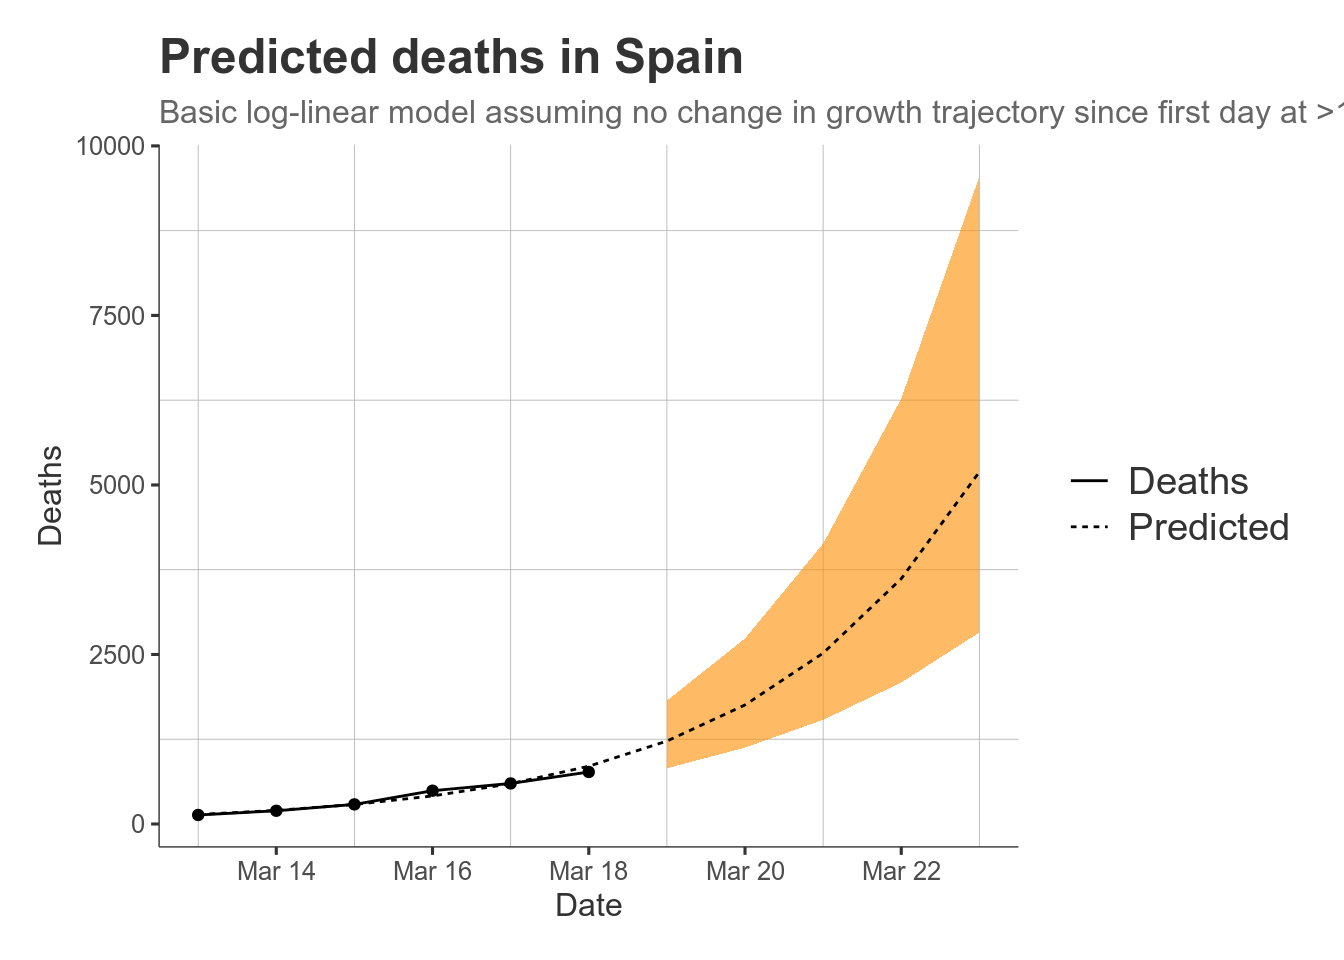 Predicted deaths in Spain
Basic log-linear model assuming no change in growth trajectory since first day at >
10000
7500
5000
2500
0
Deaths
Mar 14
Mar 16
Mar 18
Mar 20
Mar 22
Date
Deaths
Predicted